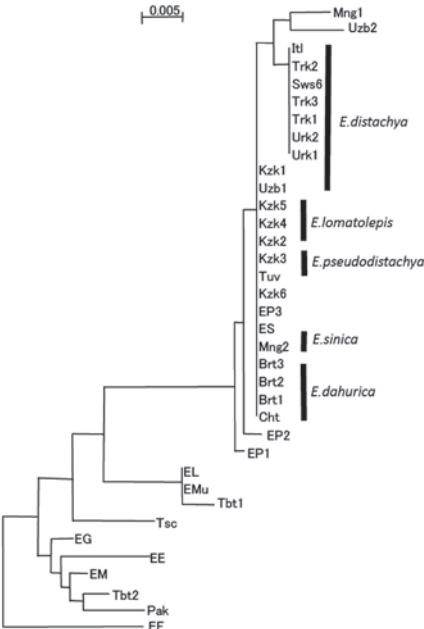 0.005
Mng1
Uzb2
Itl
Trk2
Sws6
Trk3
Trk1
E.distachya
Urk2
Urk1
Kzk1
Uzb1
Kzk5
Kzk4
E.lomatolepis
Kzk2
Kzk3
E.pseudodistachya
Tuv
Kzk6
EP3
ES
E.sinica
Mng2
Brt3
Brt2
E.dahurica
Brt1
Cht
EP2
EP1
EL
EMu
Tbt1
Tsc
EG
EE
EM
Tbt2
Pak